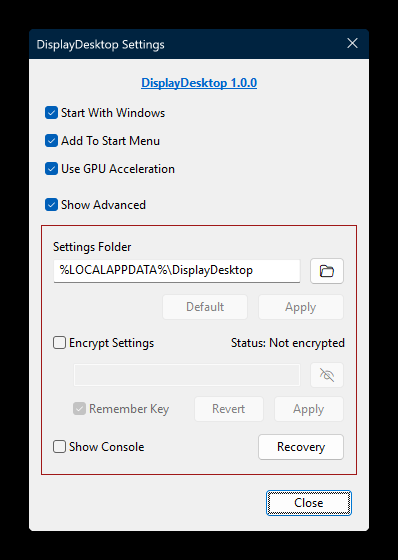 DisplayDesktop Settings
DisplayDesktop 1.0.0
Start With Windows
Add To Start Menu
Use GPU Acceleration
Show Advanced
Settings Folder
%LOCALAPPDATA%\DisplayDesktop
Default Apply
Encrypt Settings Status: Not encrypted
Remember Key Revert Apply
Show Console Recovery
Close